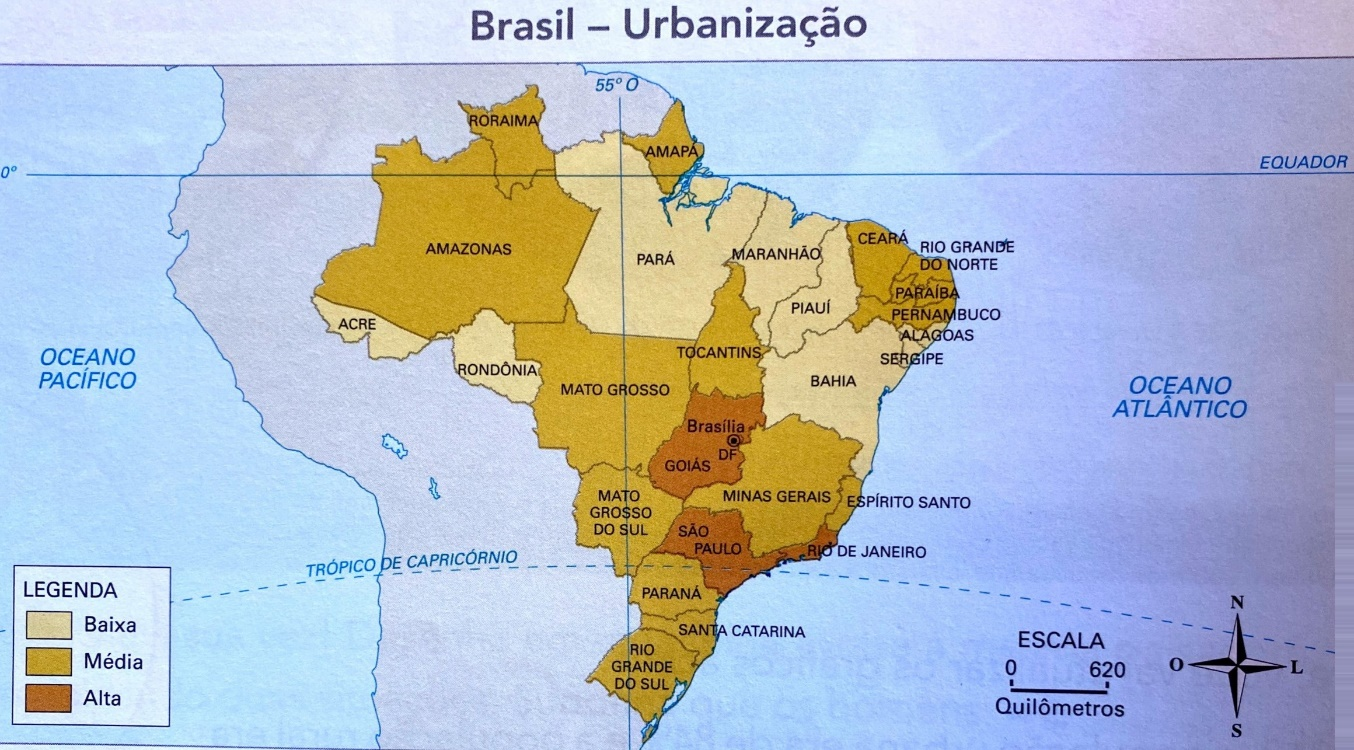 Brasil – Urbanização
55º O
RORAIMA
AMAPÁ
EQUADOR
0º
AMAZONAS
PARÁ
MARANHÃO
CEARÁ
RIO GRANDE
DO NORTE
PIAUÍ
PARAÍBA
PERNAMBUCO
ACRE
ALAGOAS
SERGIPE
RONDÔNIA
TOCANTINS
MATO GROSSO
BAHIA
OCEANO
PACÍFICO
OCEANO
ATLÂNTICO
Brasília
DF
GOIÁS
MATO
GROSSO
DO SUL
MINAS GERAIS
ESPÍRITO SANTO
SÃO
PAULO
RIO DE JANEIRO
TRÓPICO DE CAPRICÓRNIO
PARANÁ
SANTA CATARINA
RIO
GRANDE
DO SUL
LEGENDA
Baixa
Média
Alta
ESCALA
0 620
Quilômetros
N
O L
S